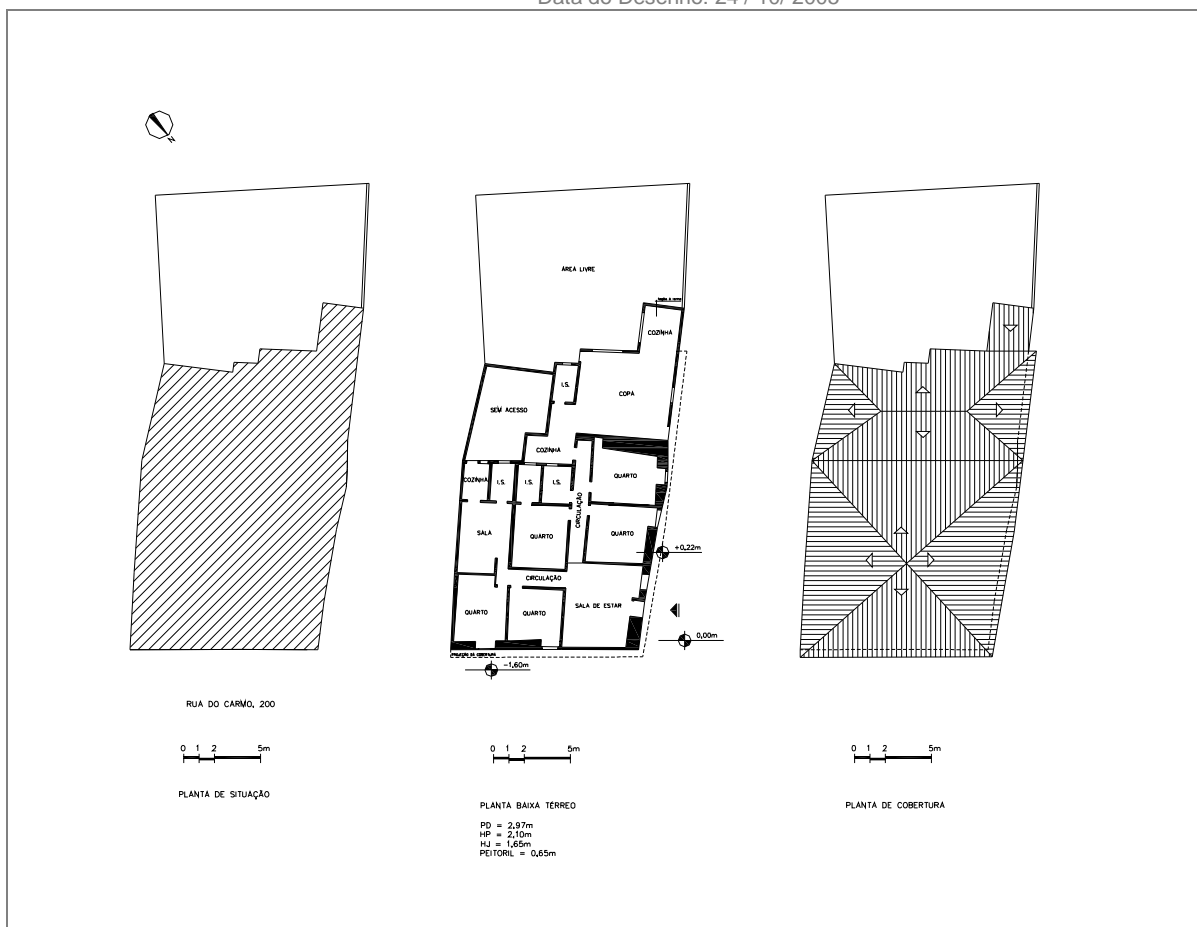 N
ÁREA LIVRE
COZINHA
I.S.
COPA
SEM ACESSO
COZINHA
COZINHA
I.S.
I.S.
I.S.
QUARTO
CIRCULAÇÃO
SALA
QUARTO
QUARTO
+0,22m
CIRCULAÇÃO
SALA DE ESTAR
QUARTO
QUARTO
0,00m
PROJEÇÃO DA COBERTURA
-1,60m
RUA DO CARMO, 200
0 1 2 5m
PLANTA DE SITUAÇÃO
0 1 2 5m
PLANTA BAIXA TÉRREO
PD = 2,97m
HP = 2,10m
HJ = 1,65m
PEITORIL = 0,65m
0 1 2 5m
PLANTA DE COBERTURA